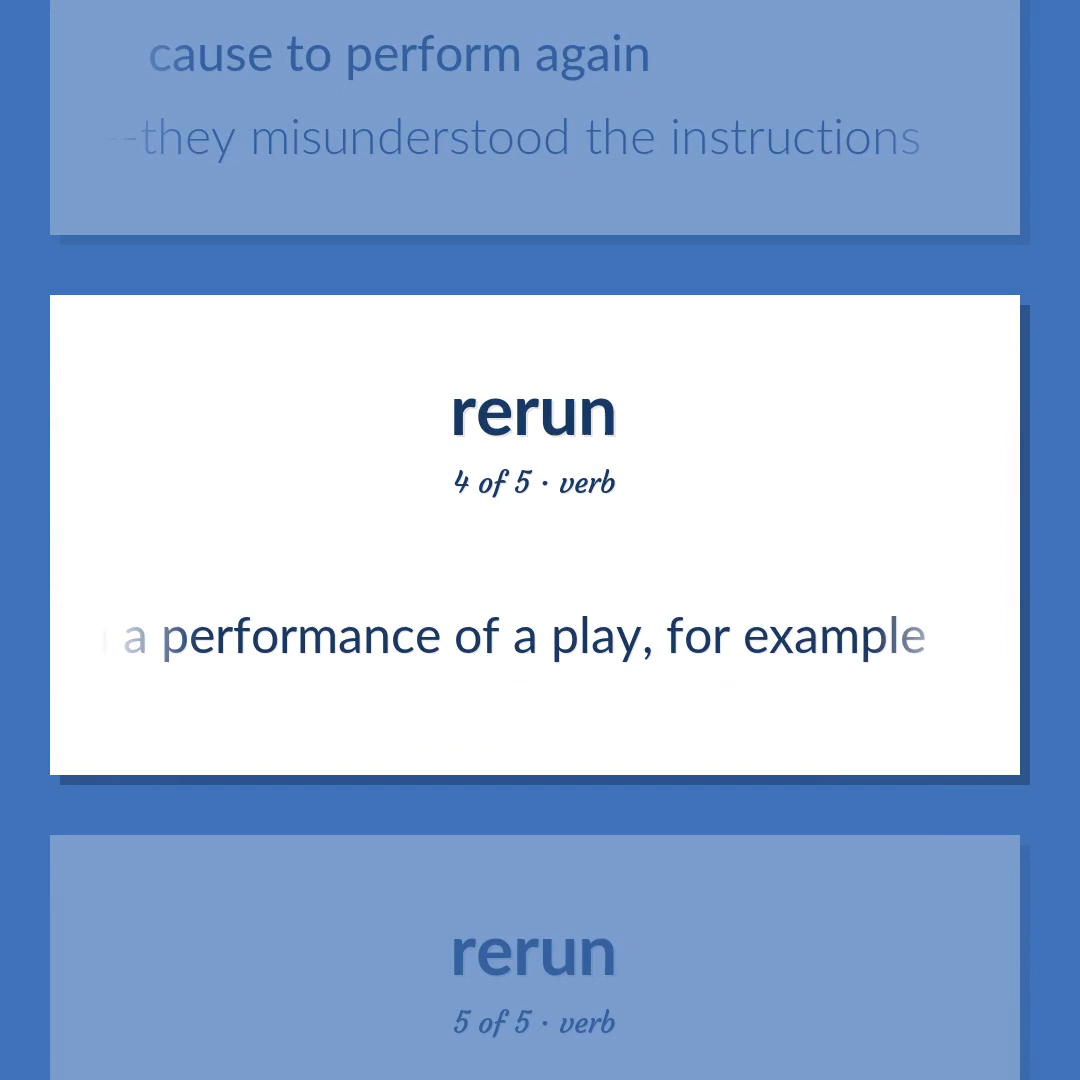 cause to perform again
--they misunderstood the instructions
rerun
4 of 5 · verb
a performance of a play, for example
rerun
5 of 5 · verb